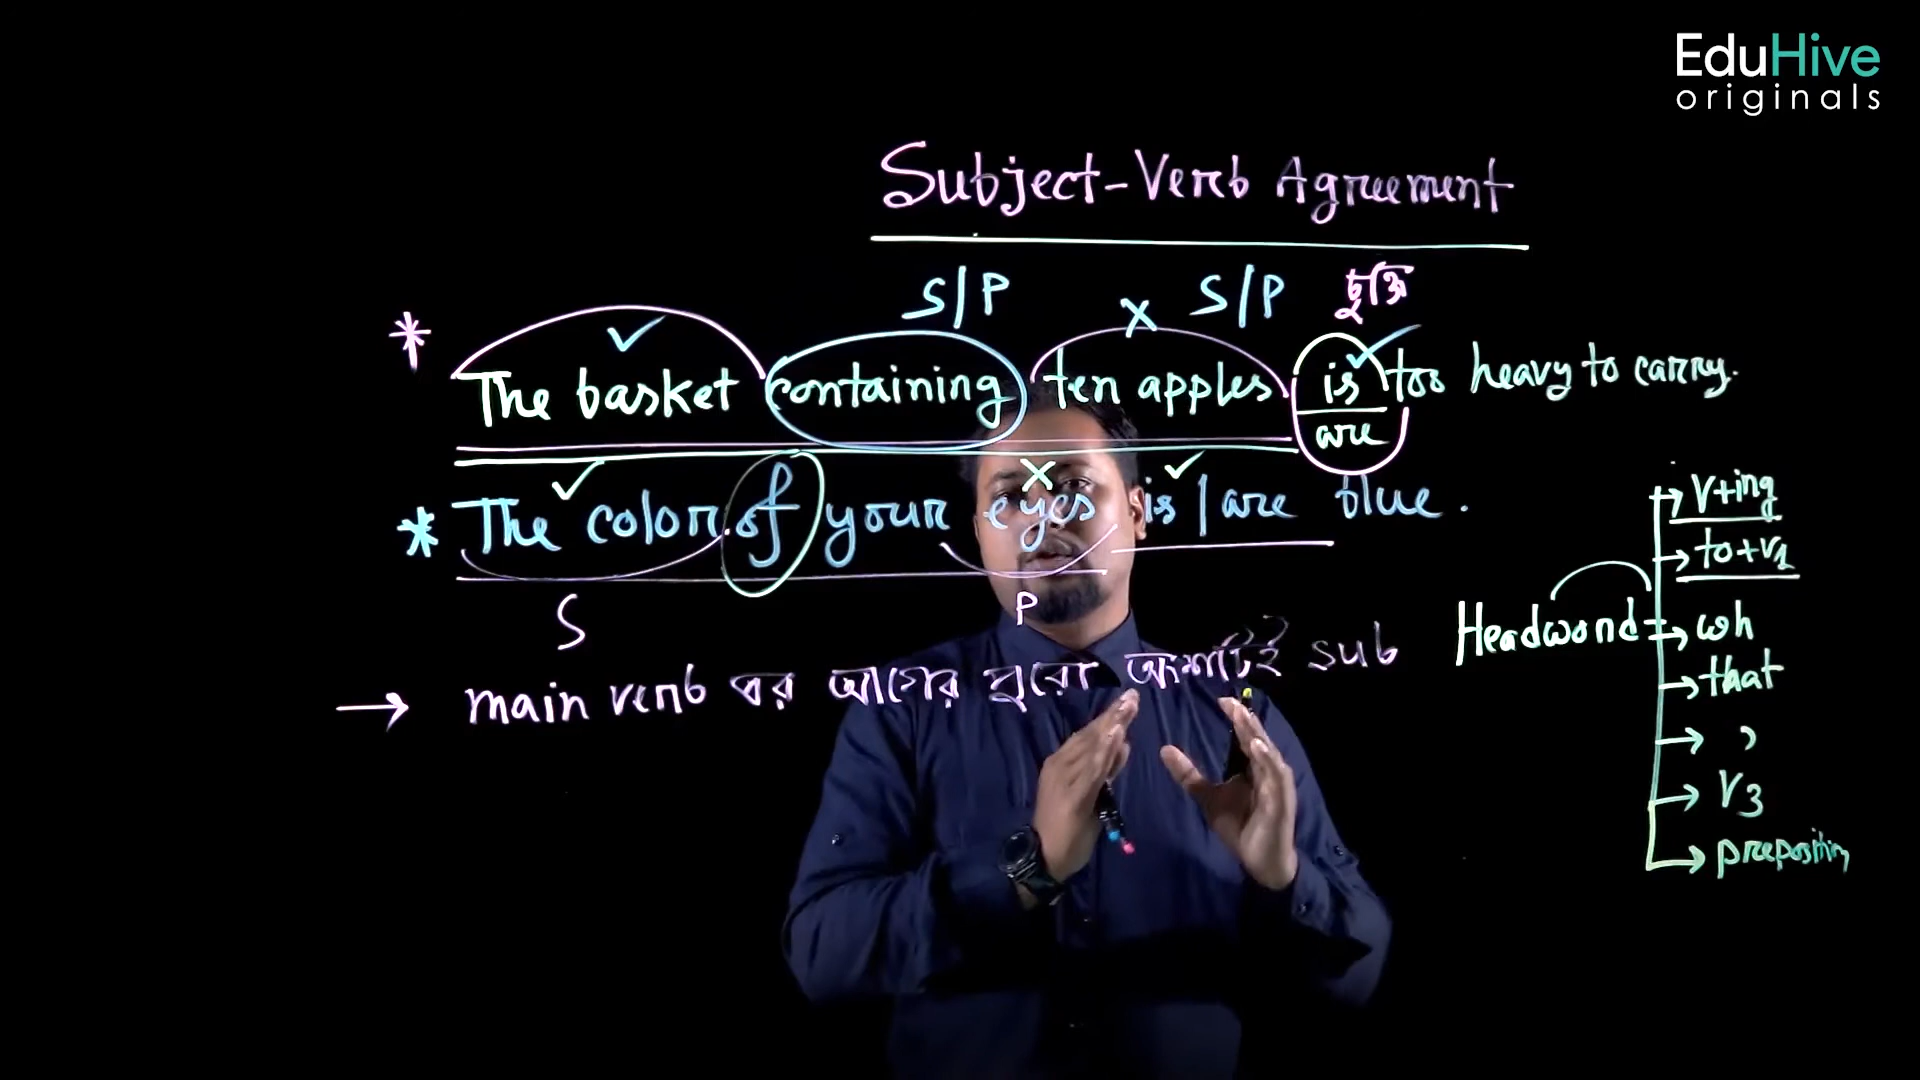 EduHive
originals
Subject-Verb Agreement
S/P S/P
* The basket containing ten apples is too heavy to carry.
are
* The color of your eyes is / are blue.
S P
→ main verb এর আগের পুরো অংশটিই sub
Headword
→ V+ing
→ to+V1
→ wh
→ that
→ ,
→ V3
→ preposition